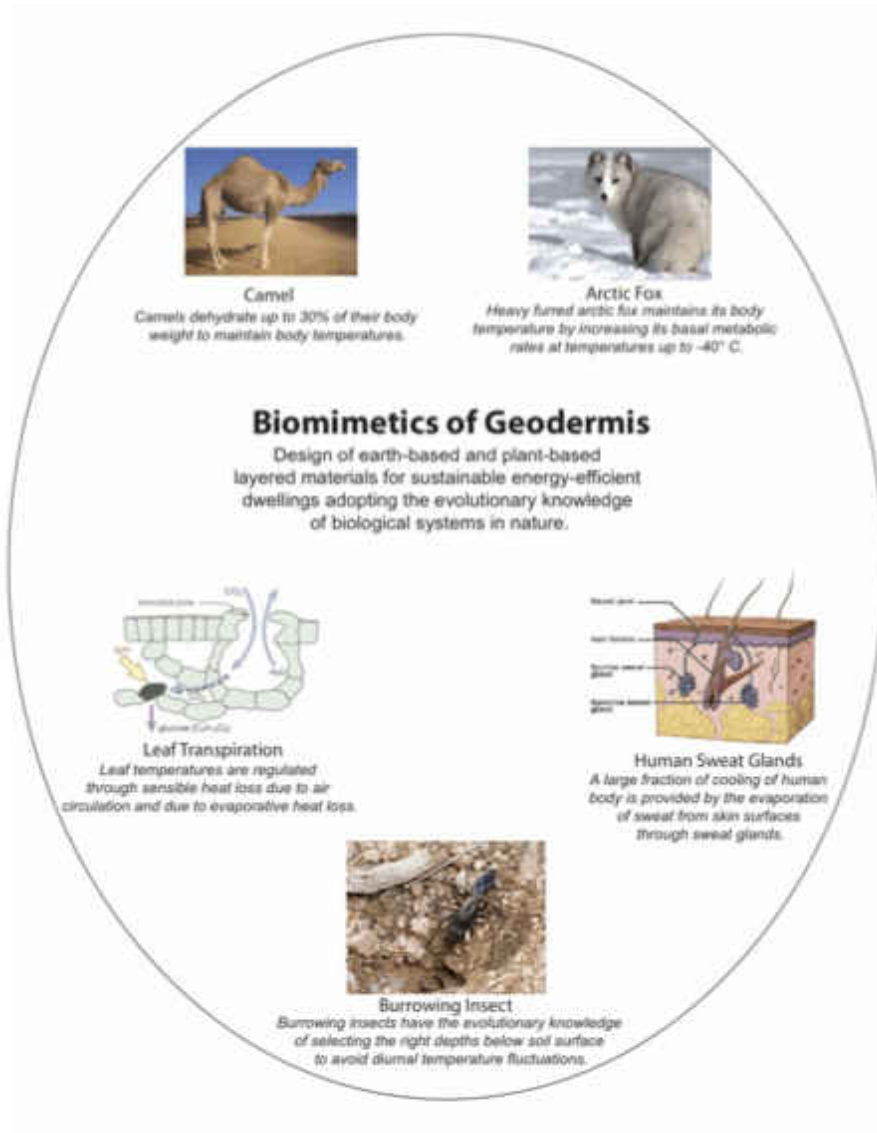 Camel
Camels dehydrate up to 30% of their body
weight to maintain body temperatures.
Arctic Fox
Heavy furred arctic fox maintains its body
temperature by increasing its basal metabolic
rates at temperatures up to -40° C.
Biomimetics of Geodermis
Design of earth-based and plant-based
layered materials for sustainable energy-efficient
dwellings adopting the evolutionary knowledge
of biological systems in nature.
Leaf Transpiration
Leaf temperatures are regulated
through sensible heat loss due to air
circulation and due to evaporative heat loss.
Human Sweat Glands
A large fraction of cooling of human
body is provided by the evaporation
of sweat from skin surfaces
through sweat glands.
Burrowing Insect
Burrowing insects have the evolutionary knowledge
of selecting the right depths below soil surface
to avoid diurnal temperature fluctuations.